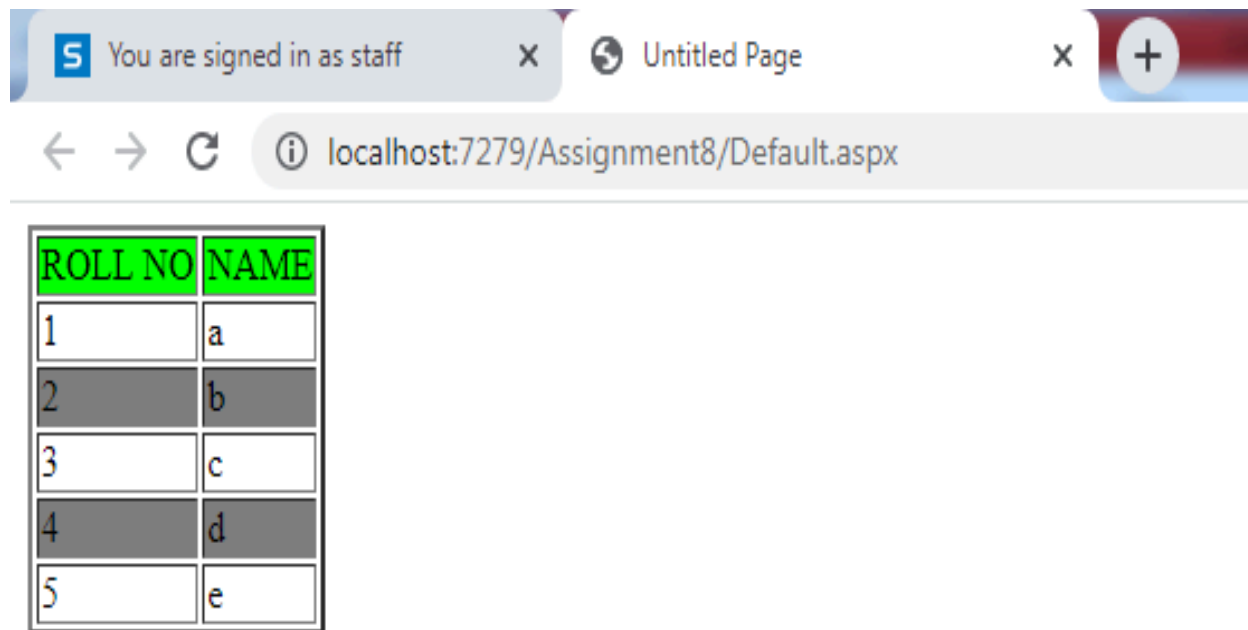 S You are signed in as staff Untitled Page
localhost:7279/Assignment8/Default.aspx
ROLL NO NAME
1 a
2 b
3 c
4 d
5 e